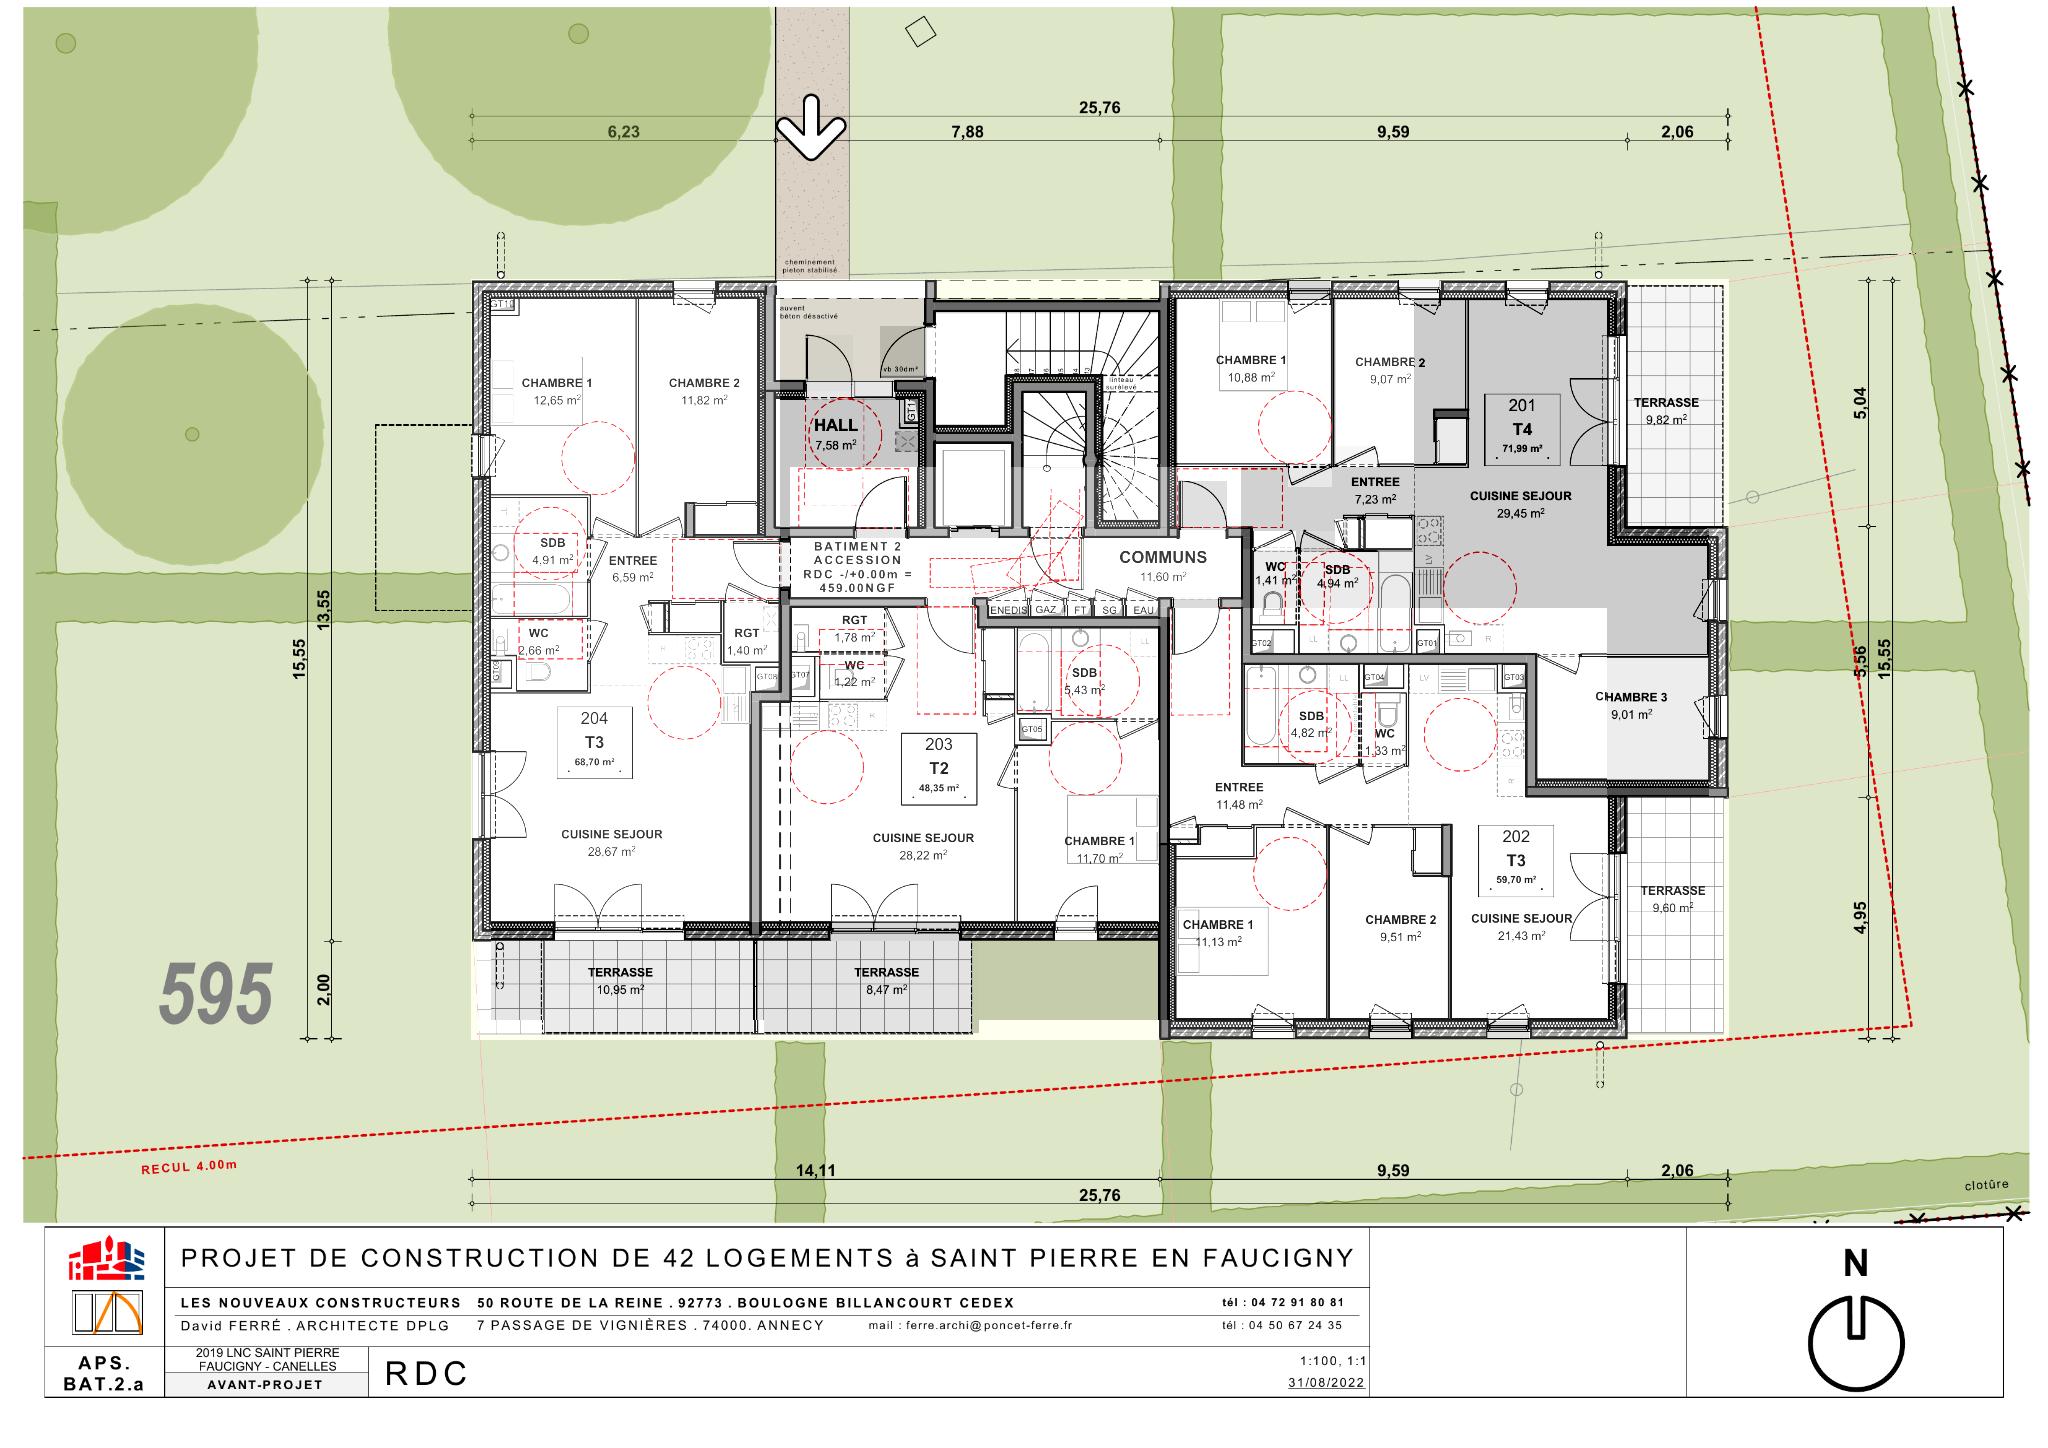 25,76
6,23
7,88
9,59
2,06
cheminement
pieton stabilisé
auvent
béton désactivé
vb 30dm²
linteau
surélevé
GT10
CHAMBRE 1
12,65 m²
CHAMBRE 2
11,82 m²
HALL
7,58 m²
GT1
CHAMBRE 1
10,88 m²
CHAMBRE 2
9,07 m²
201
T4
71,99 m²
TERRASSE
9,82 m²
5,04
ENTREE
7,23 m²
CUISINE SEJOUR
29,45 m²
SDB
4,91 m²
ENTREE
6,59 m²
BATIMENT 2
ACCESSION
RDC -/+0.00m =
459.00NGF
COMMUNS
11,60 m²
WC
1,41 m²
SDB
4,94 m²
LV
ENEDIS
GAZ
FT
SG
EAU
13,55
15,55
WC
2,66 m²
RGT
1,40 m²
RGT
1,78 m²
WC
1,22 m²
LL
GT02
LL
GT01
R
5,56
15,55
GT09
R
GT08
GT07
SDB
5,43 m²
LL
GT04
LV
GT03
CHAMBRE 3
9,01 m²
LV
R
GT05
SDB
4,82 m²
WC
1,33 m²
R
204
T3
68,70 m²
203
T2
48,35 m²
ENTREE
11,48 m²
CUISINE SEJOUR
28,67 m²
CUISINE SEJOUR
28,22 m²
CHAMBRE 1
11,70 m²
202
T3
59,70 m²
TERRASSE
9,60 m²
CHAMBRE 1
11,13 m²
CHAMBRE 2
9,51 m²
CUISINE SEJOUR
21,43 m²
4,95
595
2,00
TERRASSE
10,95 m²
TERRASSE
8,47 m²
RECUL 4.00m
14,11
9,59
2,06
25,76
clotûre
PROJET DE CONSTRUCTION DE 42 LOGEMENTS à SAINT PIERRE EN FAUCIGNY
LES NOUVEAUX CONSTRUCTEURS 50 ROUTE DE LA REINE . 92773 . BOULOGNE BILLANCOURT CEDEX tél : 04 72 91 80 81
David FERRÉ . ARCHITECTE DPLG 7 PASSAGE DE VIGNIÈRES . 74000. ANNECY mail : ferre.archi@poncet-ferre.fr tél : 04 50 67 24 35
APS.
BAT.2.a
2019 LNC SAINT PIERRE
FAUCIGNY - CANELLES
AVANT-PROJET
RDC
1:100, 1:1
31/08/2022
N